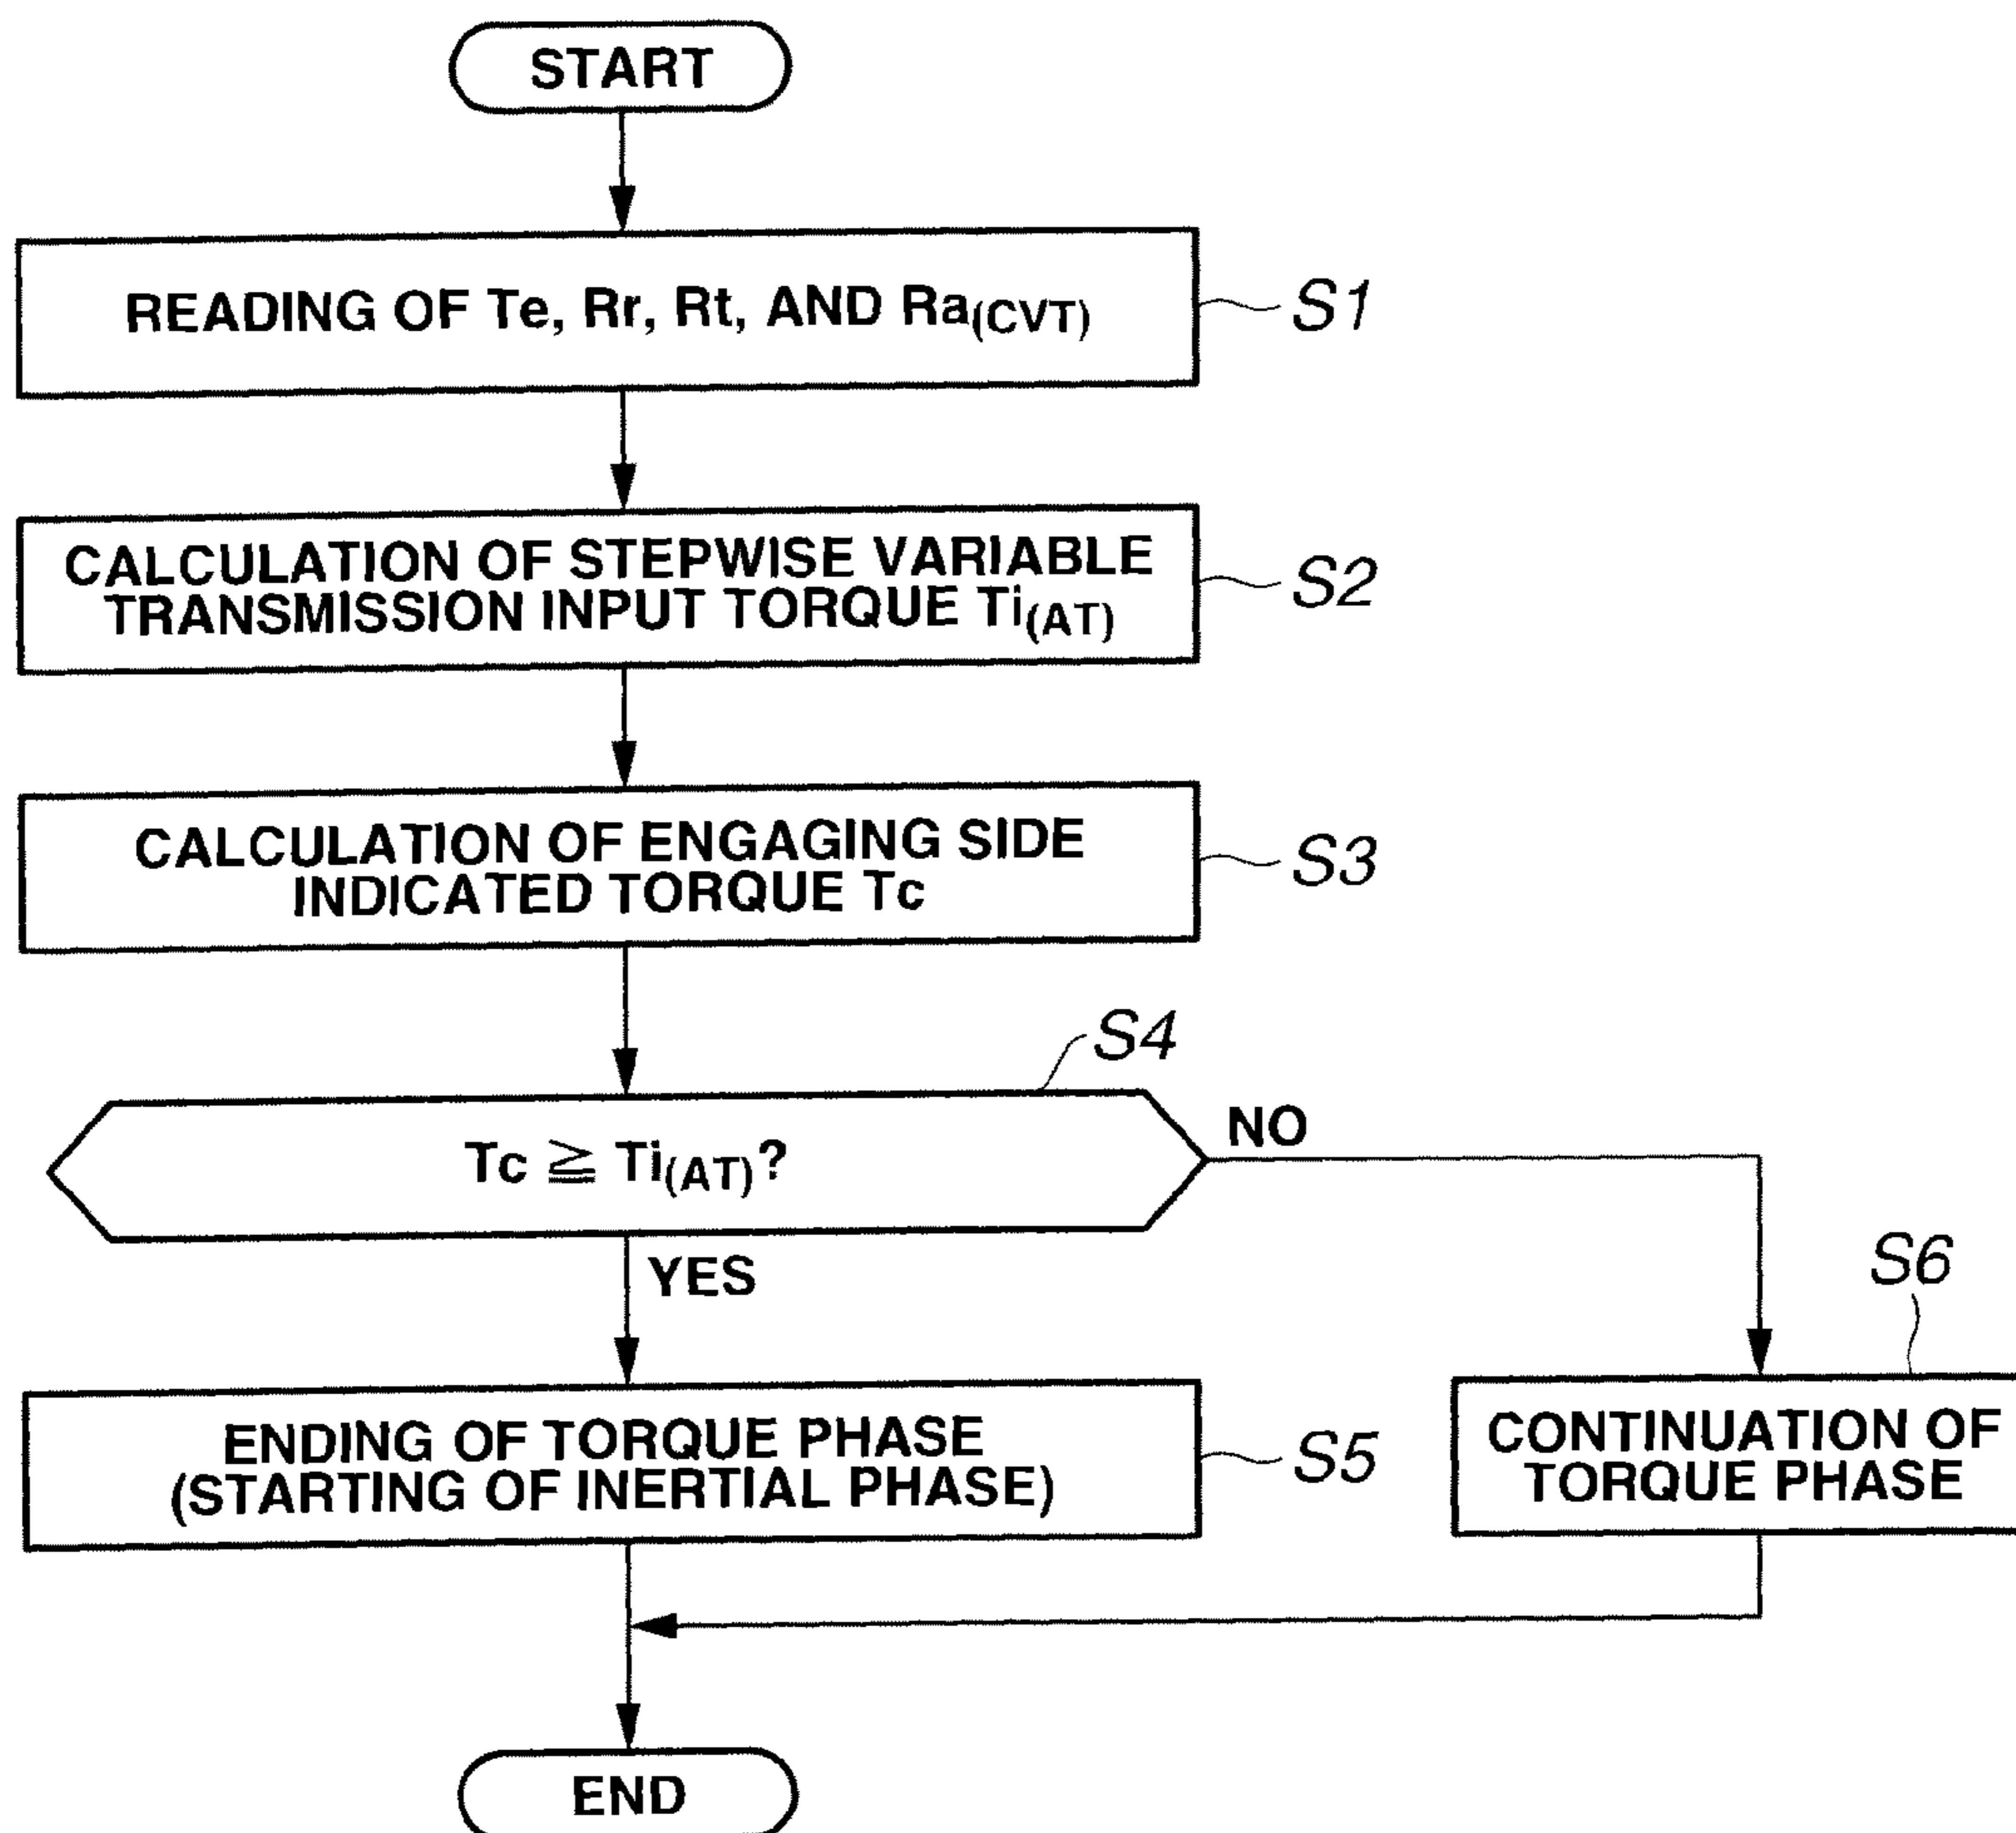 START
READING OF Te, Rr, Rt, AND Ra(CVT)
S1
CALCULATION OF STEPWISE VARIABLE
TRANSMISSION INPUT TORQUE Ti(AT)
S2
CALCULATION OF ENGAGING SIDE
INDICATED TORQUE Tc
S3
S4
Tc ≧ Ti(AT)?
NO
YES
S6
ENDING OF TORQUE PHASE
(STARTING OF INERTIAL PHASE)
S5
CONTINUATION OF
TORQUE PHASE
END